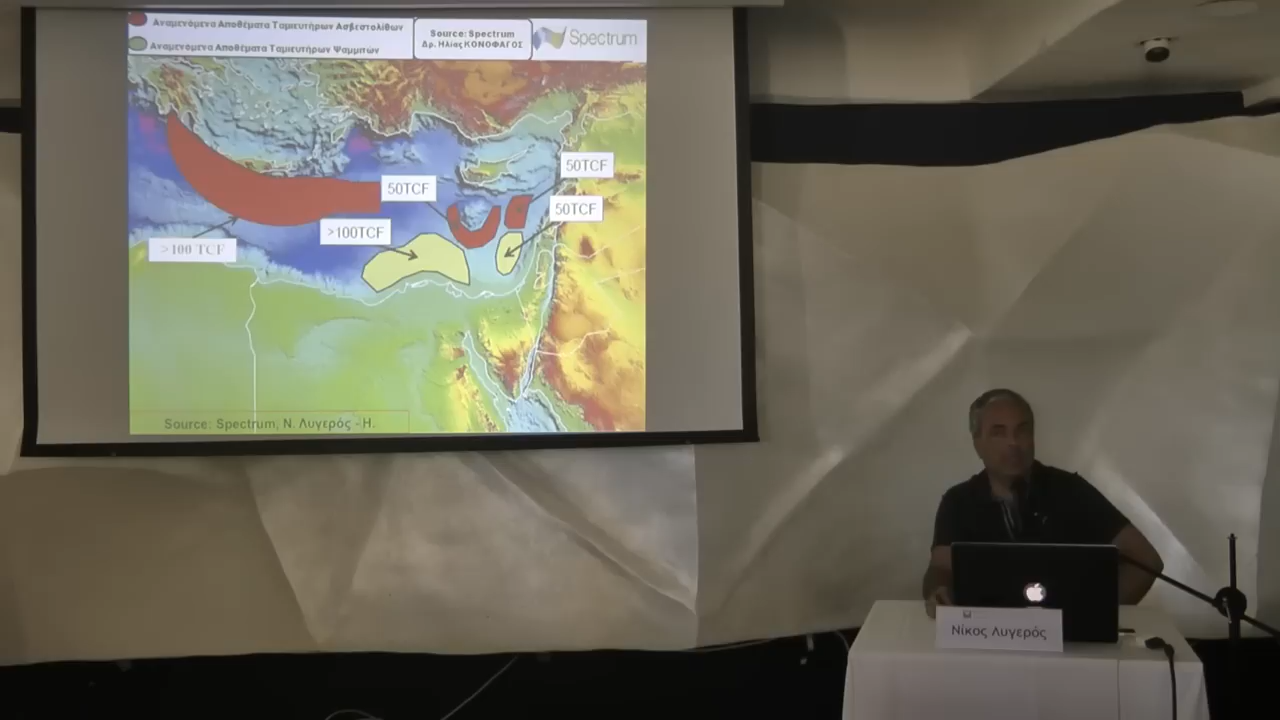 Αναμενόμενα Αποθέματα Ταμιευτήρων Ασβεστολίθων
Αναμενόμενα Αποθέματα Ταμιευτήρων Ψαμμιτών
Source: Spectrum
Δρ. Ηλίας ΚΟΝΟΦΑΓΟΣ
Spectrum
50TCF
50TCF
50TCF
>100TCF
>100 TCF
Source: Spectrum, Ν. Λυγερός - Η.
Νίκος Λυγερός